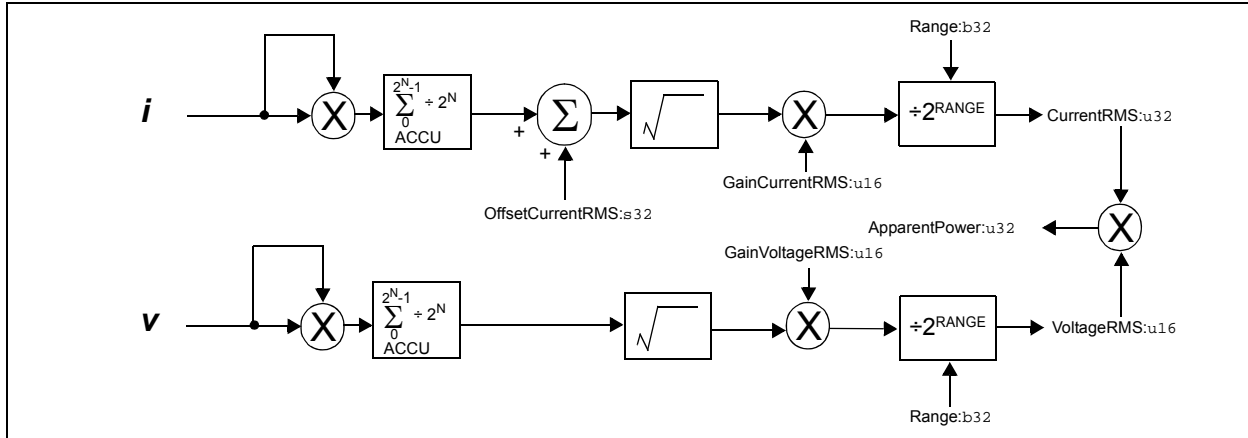 Range:b32
i
X
2^N-1
∑ ÷ 2^N
0
ACCU
+
+
Σ
√
X
÷2^RANGE
CurrentRMS:u32
GainCurrentRMS:u16
OffsetCurrentRMS:s32
ApparentPower:u32
X
GainVoltageRMS:u16
v
X
2^N-1
∑ ÷ 2^N
0
ACCU
√
X
÷2^RANGE
VoltageRMS:u16
Range:b32